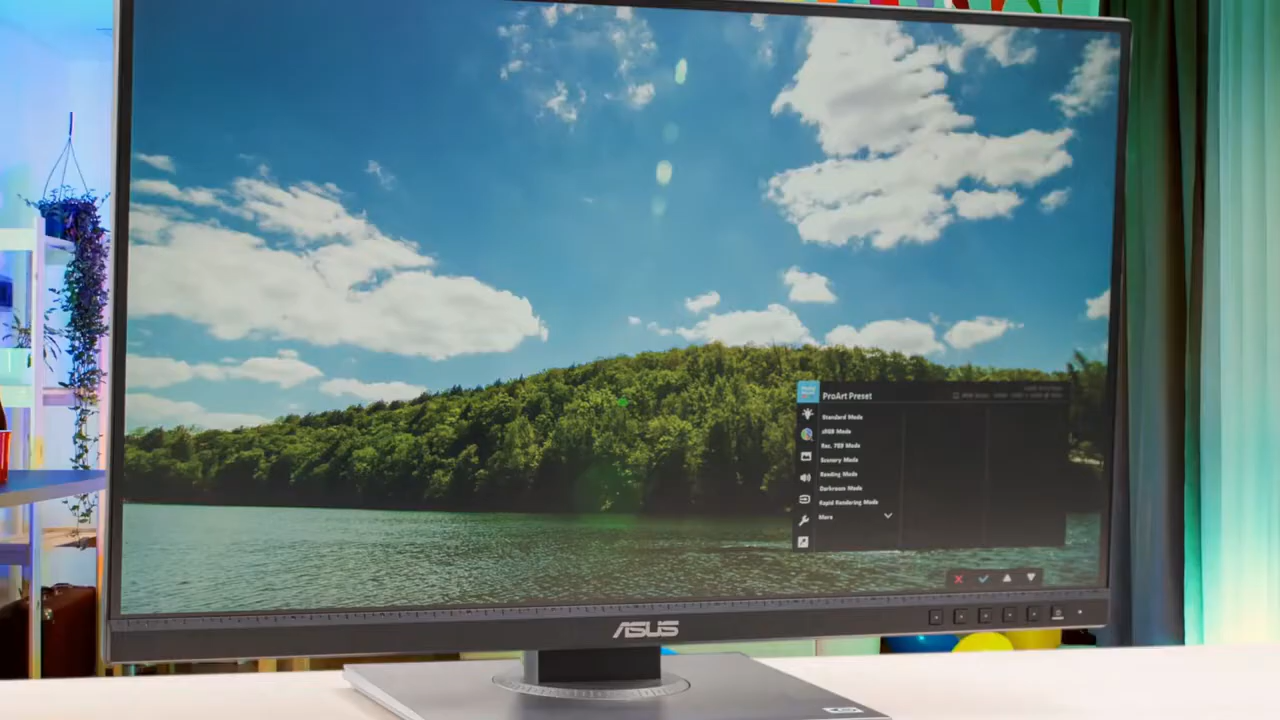 ProArt Preset
Standard Mode
sRGB Mode
Rec. 709 Mode
Scenery Mode
Reading Mode
Darkroom Mode
Rapid Rendering Mode
More
ASUS